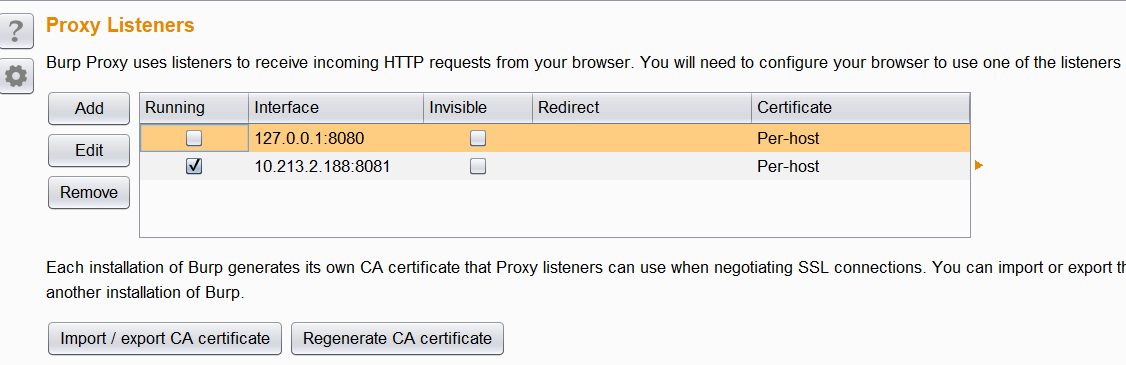 ?
Proxy Listeners
Burp Proxy uses listeners to receive incoming HTTP requests from your browser. You will need to configure your browser to use one of the listeners
Add
Edit
Remove
Running Interface Invisible Redirect Certificate
127.0.0.1:8080 Per-host
10.213.2.188:8081 Per-host
Each installation of Burp generates its own CA certificate that Proxy listeners can use when negotiating SSL connections. You can import or export
another installation of Burp.
Import / export CA certificate Regenerate CA certificate